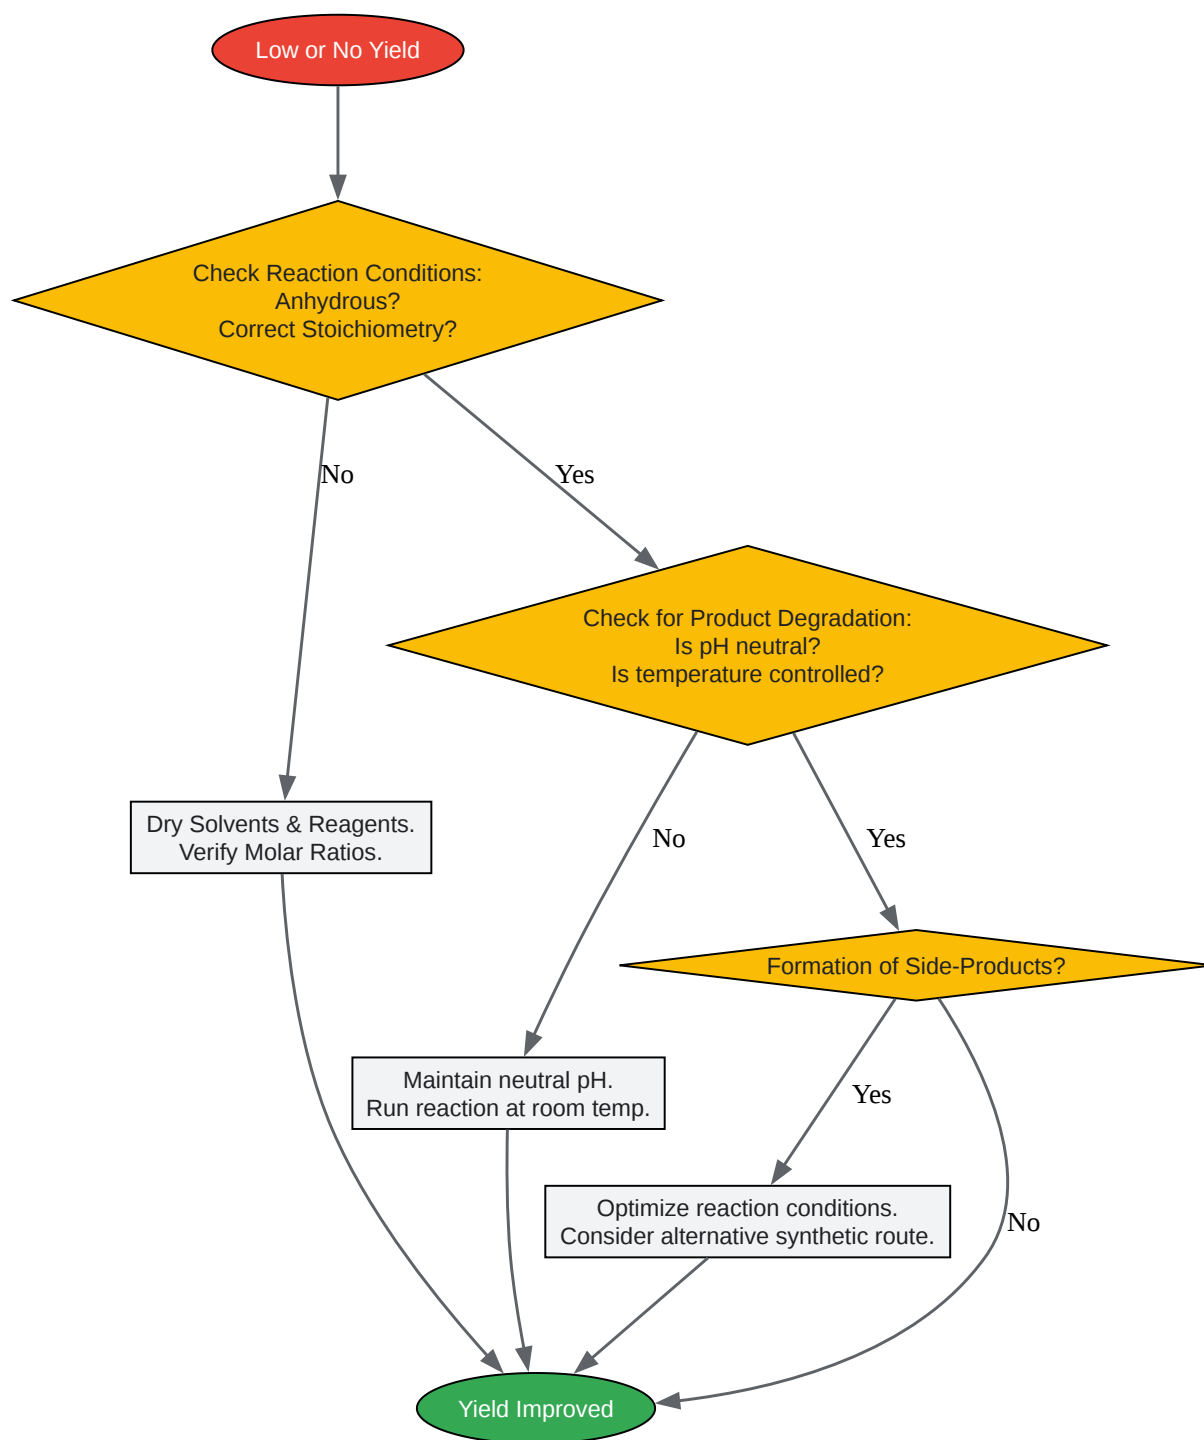 Low or No Yield
Check Reaction Conditions:
Anhydrous?
Correct Stoichiometry?
No
Yes
Check for Product Degradation:
Is pH neutral?
Is temperature controlled?
Dry Solvents & Reagents.
Verify Molar Ratios.
No
Yes
Formation of Side-Products?
Maintain neutral pH.
Run reaction at room temp.
Yes
Optimize reaction conditions.
Consider alternative synthetic route.
No
Yield Improved